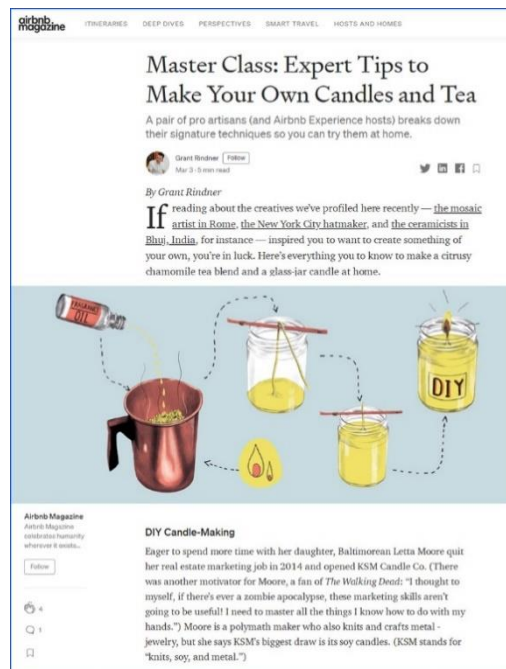 airbnb
magazine
ITINERARIES DEEP DIVES PERSPECTIVES SMART TRAVEL HOSTS AND HOMES
Master Class: Expert Tips to
Make Your Own Candles and Tea
A pair of pro artisans (and Airbnb Experience hosts) breaks down
their signature techniques so you can try them at home.
Grant Rindner Follow
Mar 3 · 5 min read
By Grant Rindner
If reading about the creatives we've profiled here recently — the mosaic
artist in Rome, the New York City hatmaker, and the ceramicists in
Bhuj, India, for instance — inspired you to want to create something of
your own, you're in luck. Here's everything you to know to make a citrusy
chamomile tea blend and a glass-jar candle at home.
OIL
DIY
Airbnb Magazine
Airbnb Magazine
celebrates humanity
wherever it exists...
Follow
4
1
DIY Candle-Making
Eager to spend more time with her daughter, Baltimorean Letta Moore quit
her real estate marketing job in 2014 and opened KSM Candle Co. (There
was another motivator for Moore, a fan of The Walking Dead: “I thought to
myself, if there's ever a zombie apocalypse, these marketing skills aren't
going to be useful! I need to master all the things I know how to do with my
hands.”) Moore is a polymath maker who also knits and crafts metal-
jewelry, but she says KSM's biggest draw is its soy candles. (KSM stands for
“knits, soy, and metal.”)